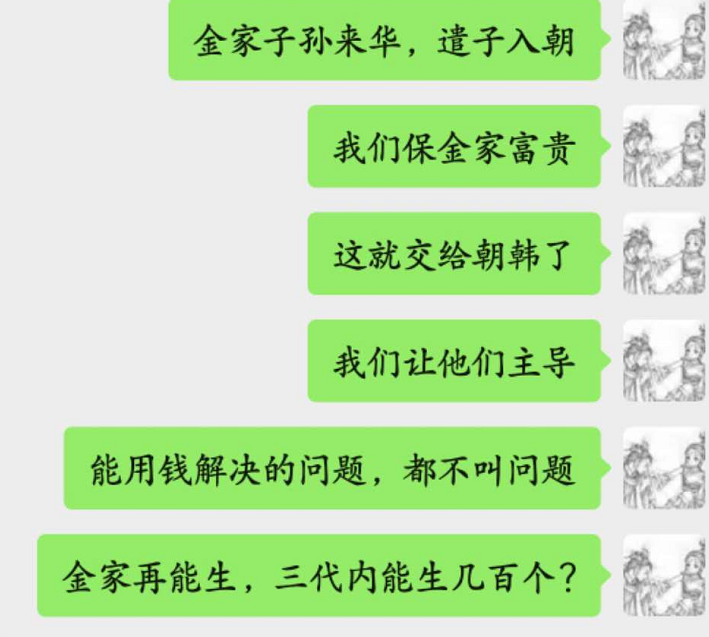 金家子孙来华，遣子入朝
我们保金家富贵
这就交给朝韩了
我们让他们主导
能用钱解决的问题，都不叫问题
金家再能生，三代内能生几百个？